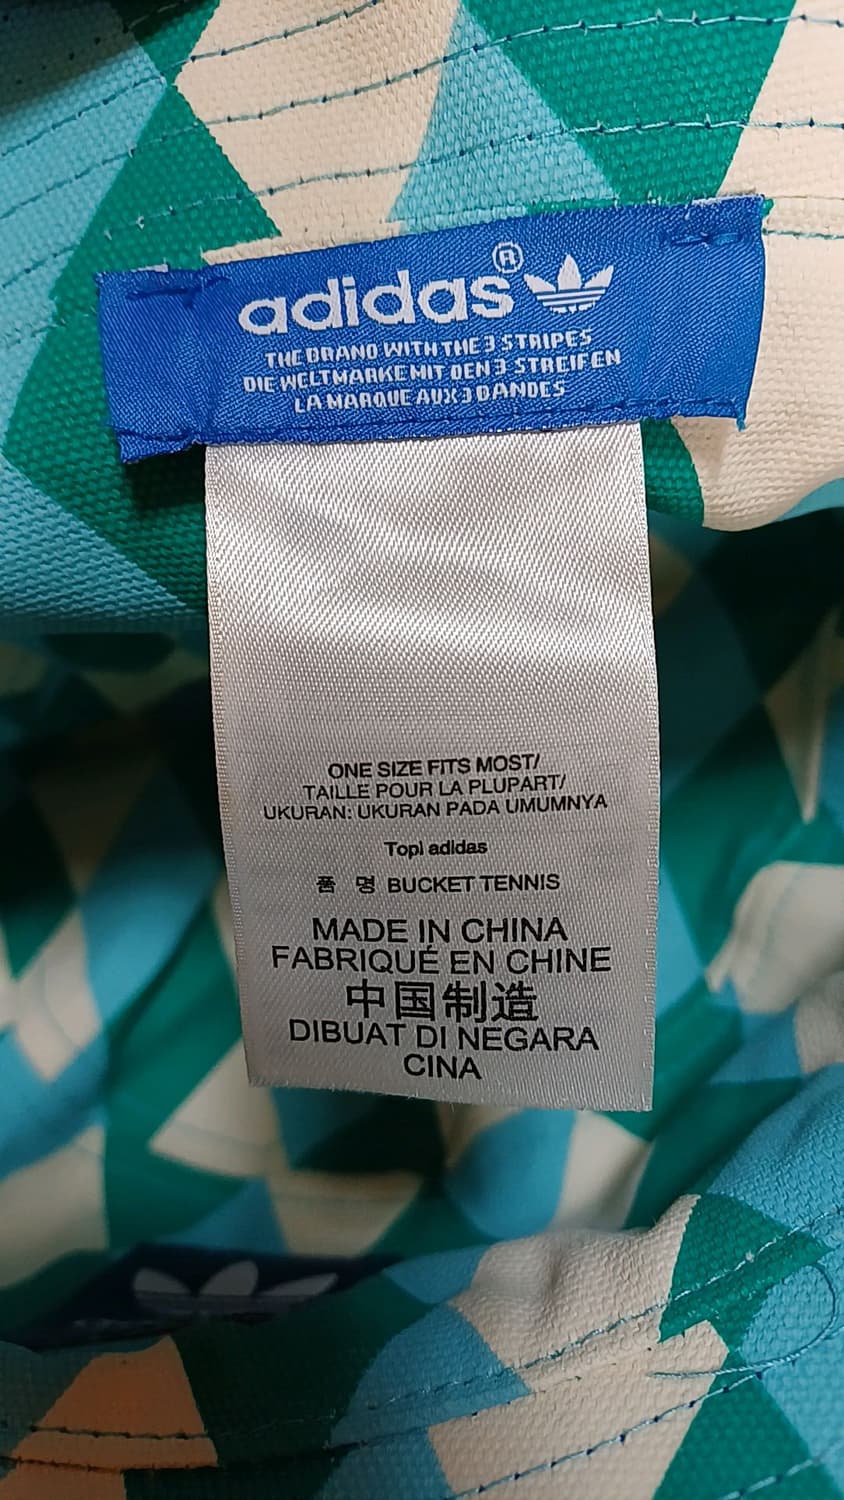 adidas®
THE BRAND WITH THE 3 STRIPES
DIE WELTMARKE MIT DEN 3 STREIFEN
LA MARQUE AUX 3 BANDES
ONE SIZE FITS MOST/
TAILLE POUR LA PLUPART/
UKURAN: UKURAN PADA UMUMNYA
Topi adidas
품 명 BUCKET TENNIS
MADE IN CHINA
FABRIQUÉ EN CHINE
中国制造
DIBUAT DI NEGARA
CINA